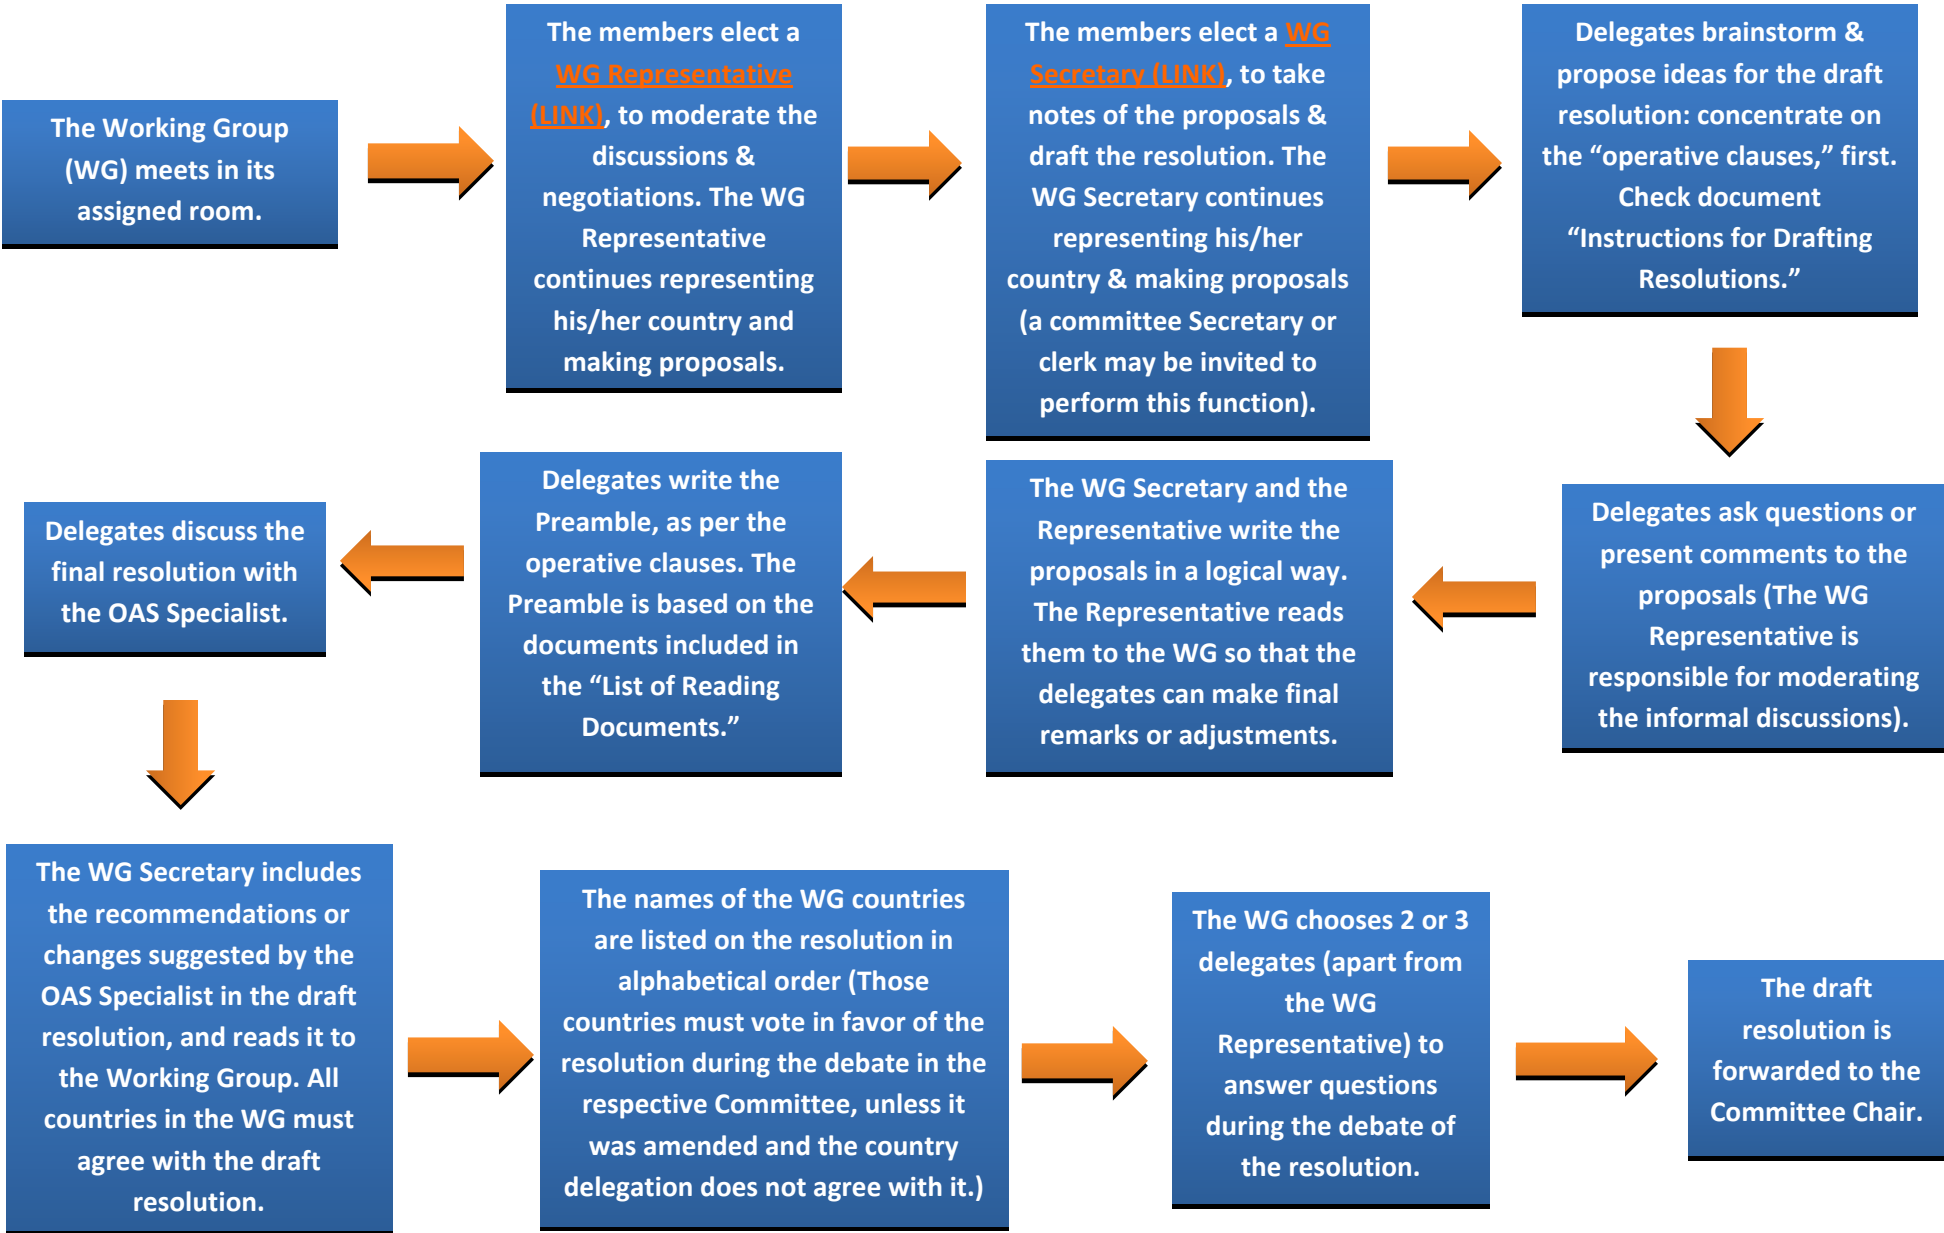 The Working Group
(WG) meets in its
assigned room.
The members elect a
WG Representative
(LINK), to moderate the
discussions &
negotiations. The WG
Representative
continues representing
his/her country and
making proposals.
The members elect a WG
Secretary (LINK), to take
notes of the proposals &
draft the resolution. The
WG Secretary continues
representing his/her
country & making proposals
(a committee Secretary or
clerk may be invited to
perform this function).
Delegates brainstorm &
propose ideas for the draft
resolution: concentrate on
the “operative clauses,” first.
Check document
“Instructions for Drafting
Resolutions.”
Delegates ask questions or
present comments to the
proposals (The WG
Representative is
responsible for moderating
the informal discussions).
The WG Secretary and the
Representative write the
proposals in a logical way.
The Representative reads
them to the WG so that the
delegates can make final
remarks or adjustments.
Delegates write the
Preamble, as per the
operative clauses. The
Preamble is based on the
documents included in
the “List of Reading
Documents.”
Delegates discuss the
final resolution with
the OAS Specialist.
The WG Secretary includes
the recommendations or
changes suggested by the
OAS Specialist in the draft
resolution, and reads it to
the Working Group. All
countries in the WG must
agree with the draft
resolution.
The names of the WG countries
are listed on the resolution in
alphabetical order (Those
countries must vote in favor of the
resolution during the debate in the
respective Committee, unless it
was amended and the country
delegation does not agree with it.)
The WG chooses 2 or 3
delegates (apart from
the WG
Representative) to
answer questions
during the debate of
the resolution.
The draft
resolution is
forwarded to the
Committee Chair.